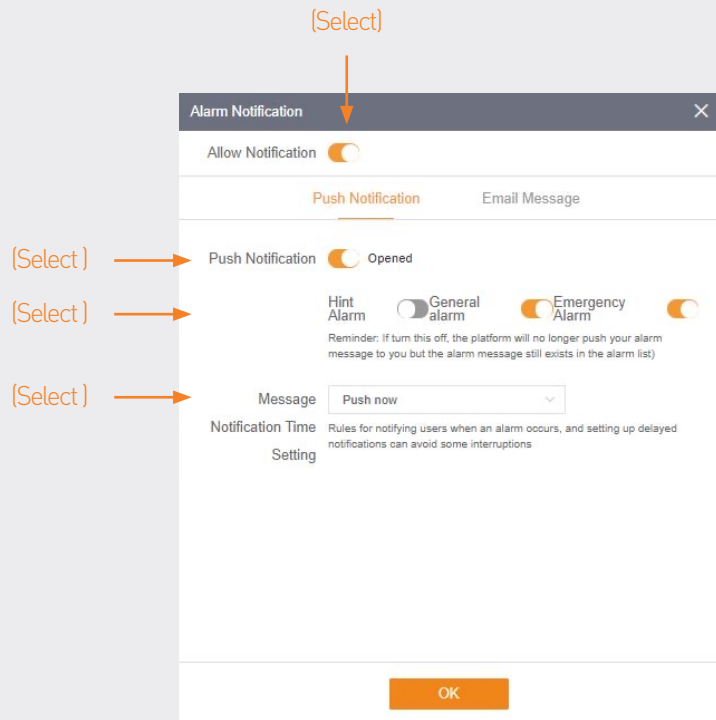 (Select)
Alarm Notification
Allow Notification
Push Notification Email Message
(Select ) Push Notification Opened
(Select ) Hint Alarm General alarm Emergency Alarm
Reminder: If turn this off, the platform will no longer push your alarm
message to you but the alarm message still exists in the alarm list)
(Select ) Message Notification Time Setting Push now
Rules for notifying users when an alarm occurs, and setting up delayed
notifications can avoid some interruptions
OK